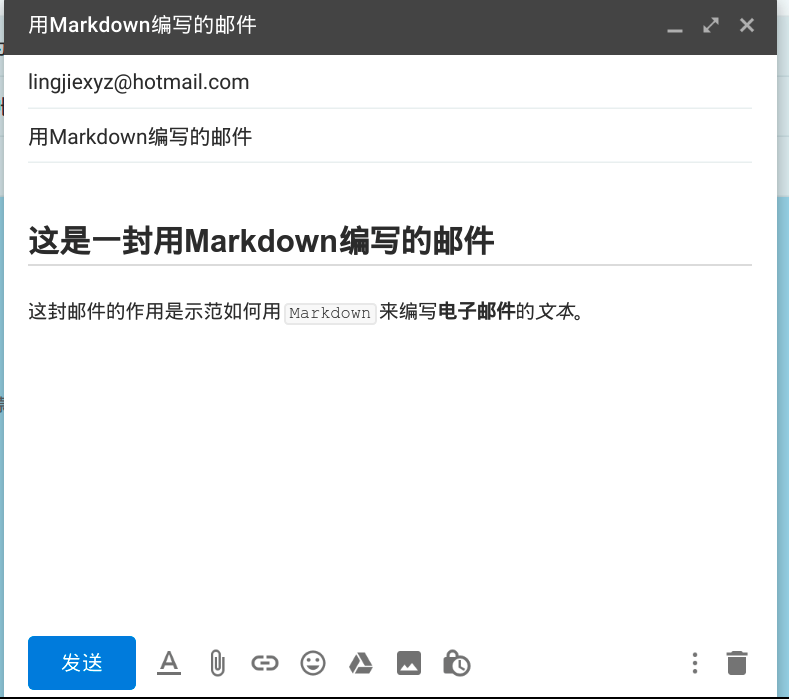 用Markdown编写的邮件
lingjiexyz@hotmail.com
用Markdown编写的邮件
这是一封用Markdown编写的邮件
这封邮件的作用是示范如何用 Markdown 来编写电子邮件的文本。
发送